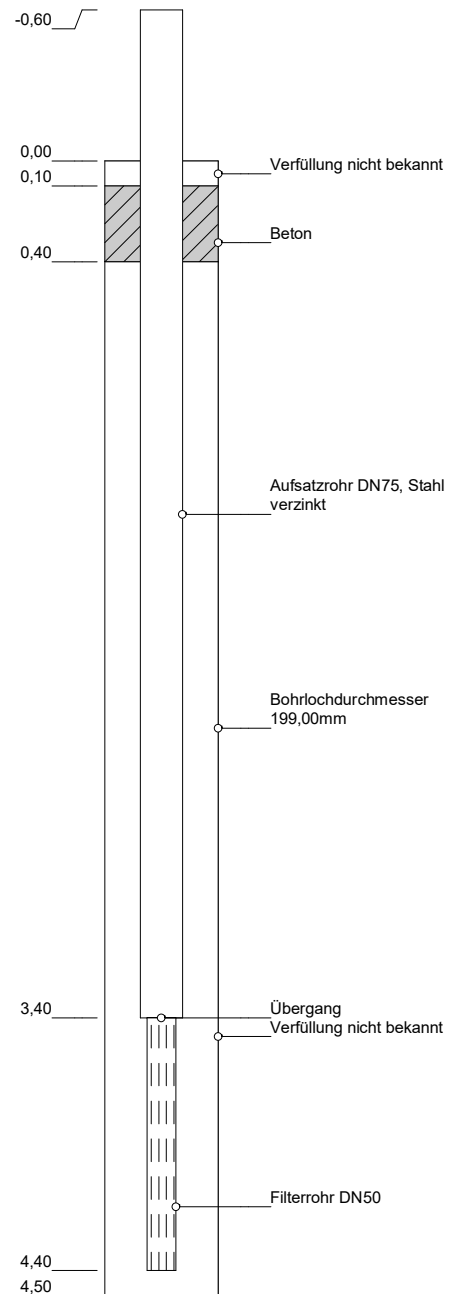 -0,60
0,00
Verfüllung nicht bekannt
0,10
Beton
0,40
Aufsatzrohr DN75, Stahl
verzinkt
Bohrlochdurchmesser
199,00mm
3,40
Übergang
Verfüllung nicht bekannt
Filterrohr DN50
4,40
4,50